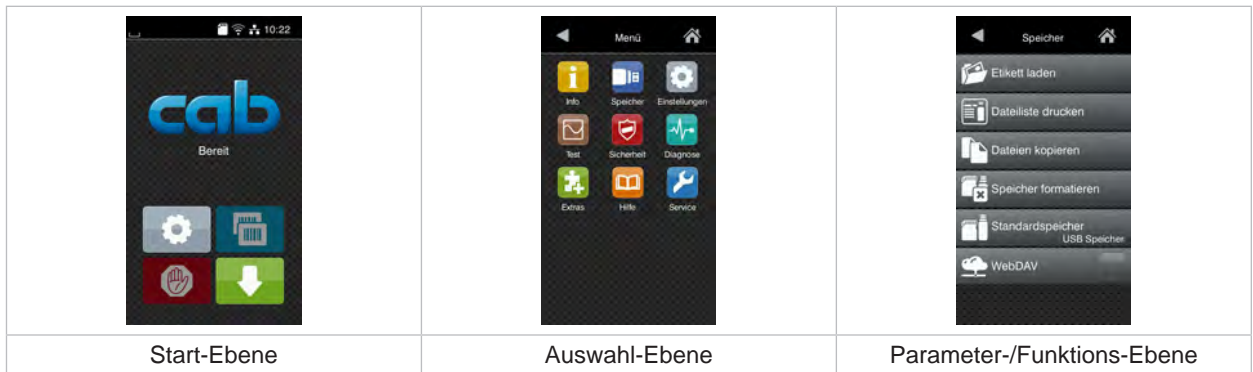 10:22
cab
Bereit
Start-Ebene
Menü
Info Speicher Einstellungen
Test Sicherheit Diagnose
Extras Hilfe Service
Auswahl-Ebene
Speicher
Etikett laden
Dateiliste drucken
Dateien kopieren
Speicher formatieren
Standardspeicher
USB Speicher
WebDAV
Parameter-/Funktions-Ebene